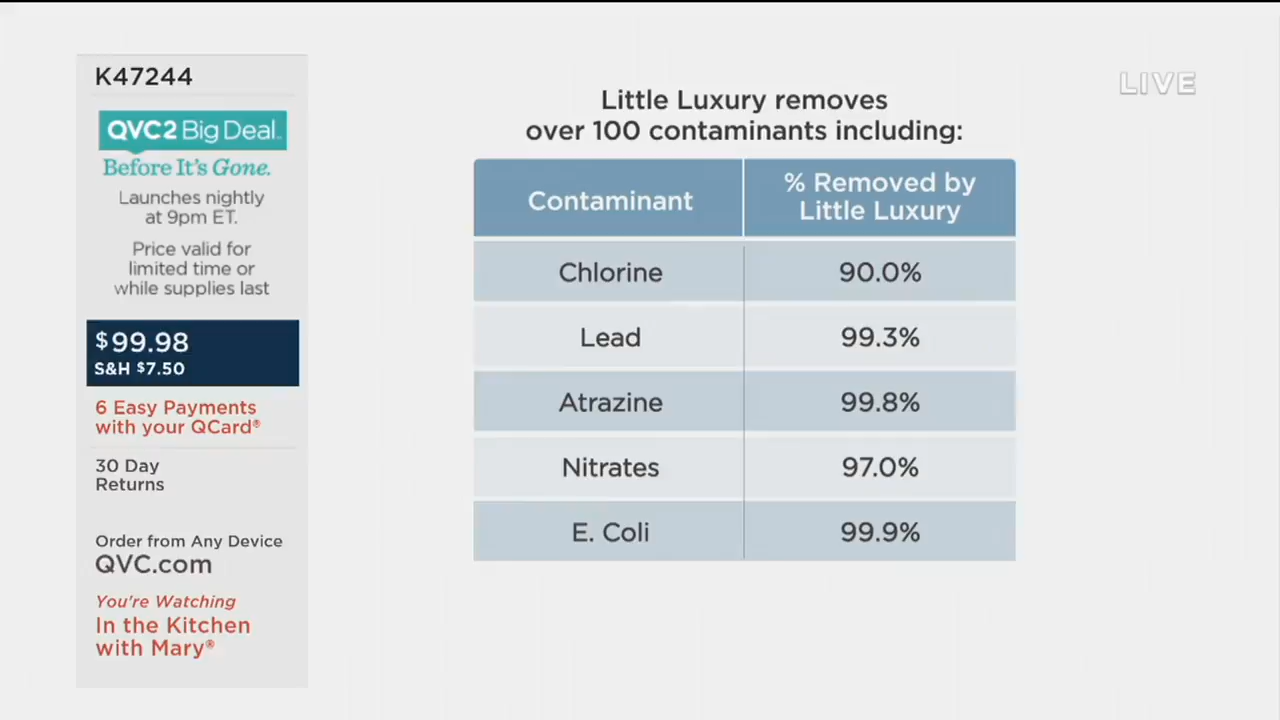 K47244
QVC2 Big Deal™
Before It's Gone.
Launches nightly
at 9pm ET.
Price valid for
limited time or
while supplies last
$99.98
S&H $7.50
6 Easy Payments
with your QCard®
30 Day
Returns
Order from Any Device
QVC.com
You're Watching
In the Kitchen
with Mary®
LIVE
Little Luxury removes
over 100 contaminants including:
Contaminant
% Removed by
Little Luxury
Chlorine 90.0%
Lead 99.3%
Atrazine 99.8%
Nitrates 97.0%
E. Coli 99.9%